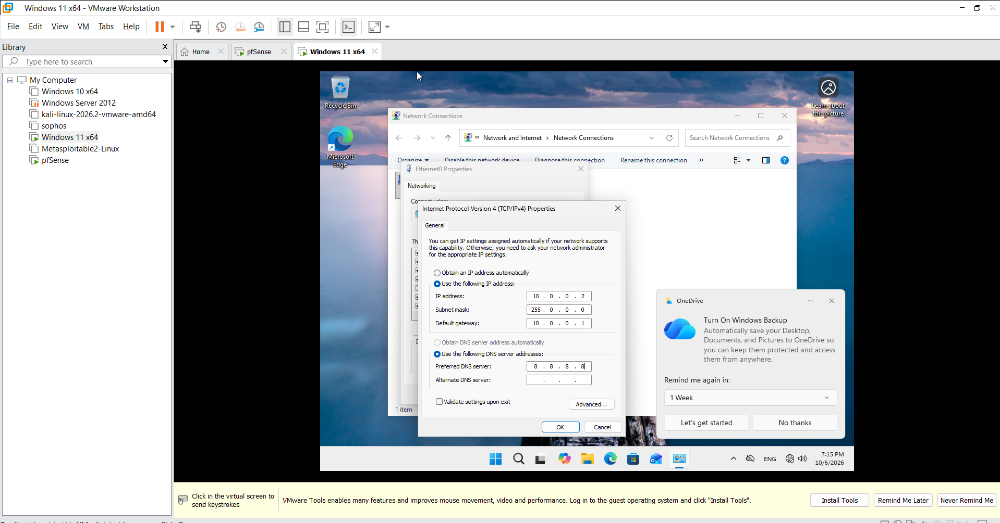 Windows 11 x64 - VMware Workstation
File Edit View VM Tabs Help
Library
Type here to search
My Computer
Windows 10 x64
Windows Server 2012
kali-linux-2026.2-vmware-amd64
sophos
Windows 11 x64
Metasploitable2-Linux
pfSense
Home pfSense Windows 11 x64
Recycle Bin
Microsoft
Edge
Learn about
this picture
Network Connections
« Network and Internet › Network Connections
Search Network Connections
Organize Disable this network device Diagnose this connection Rename this connection »
Ethernet0 Properties
Networking
Connect using:
Th
D
1 item
Internet Protocol Version 4 (TCP/IPv4) Properties
General
You can get IP settings assigned automatically if your network supports
this capability. Otherwise, you need to ask your network administrator
for the appropriate IP settings.
Obtain an IP address automatically
Use the following IP address:
IP address: 10 . 0 . 0 . 2
Subnet mask: 255 . 0 . 0 . 0
Default gateway: 10 . 0 . 0 . 1
Obtain DNS server address automatically
Use the following DNS server addresses:
Preferred DNS server: 8 . 8 . 8 . 8
Alternate DNS server: . . .
Validate settings upon exit
Advanced...
OK Cancel
OneDrive
Turn On Windows Backup
Automatically save your Desktop,
Documents, and Pictures to OneDrive so
you can keep them protected and access
them from anywhere.
Remind me again in:
1 Week
Let's get started No thanks
ENG
7:15 PM
10/6/2026
Click in the virtual screen to
send keystrokes
VMware Tools enables many features and improves mouse movement, video and performance. Log in to the guest operating system and click "Install Tools".
Install Tools Remind Me Later Never Remind Me